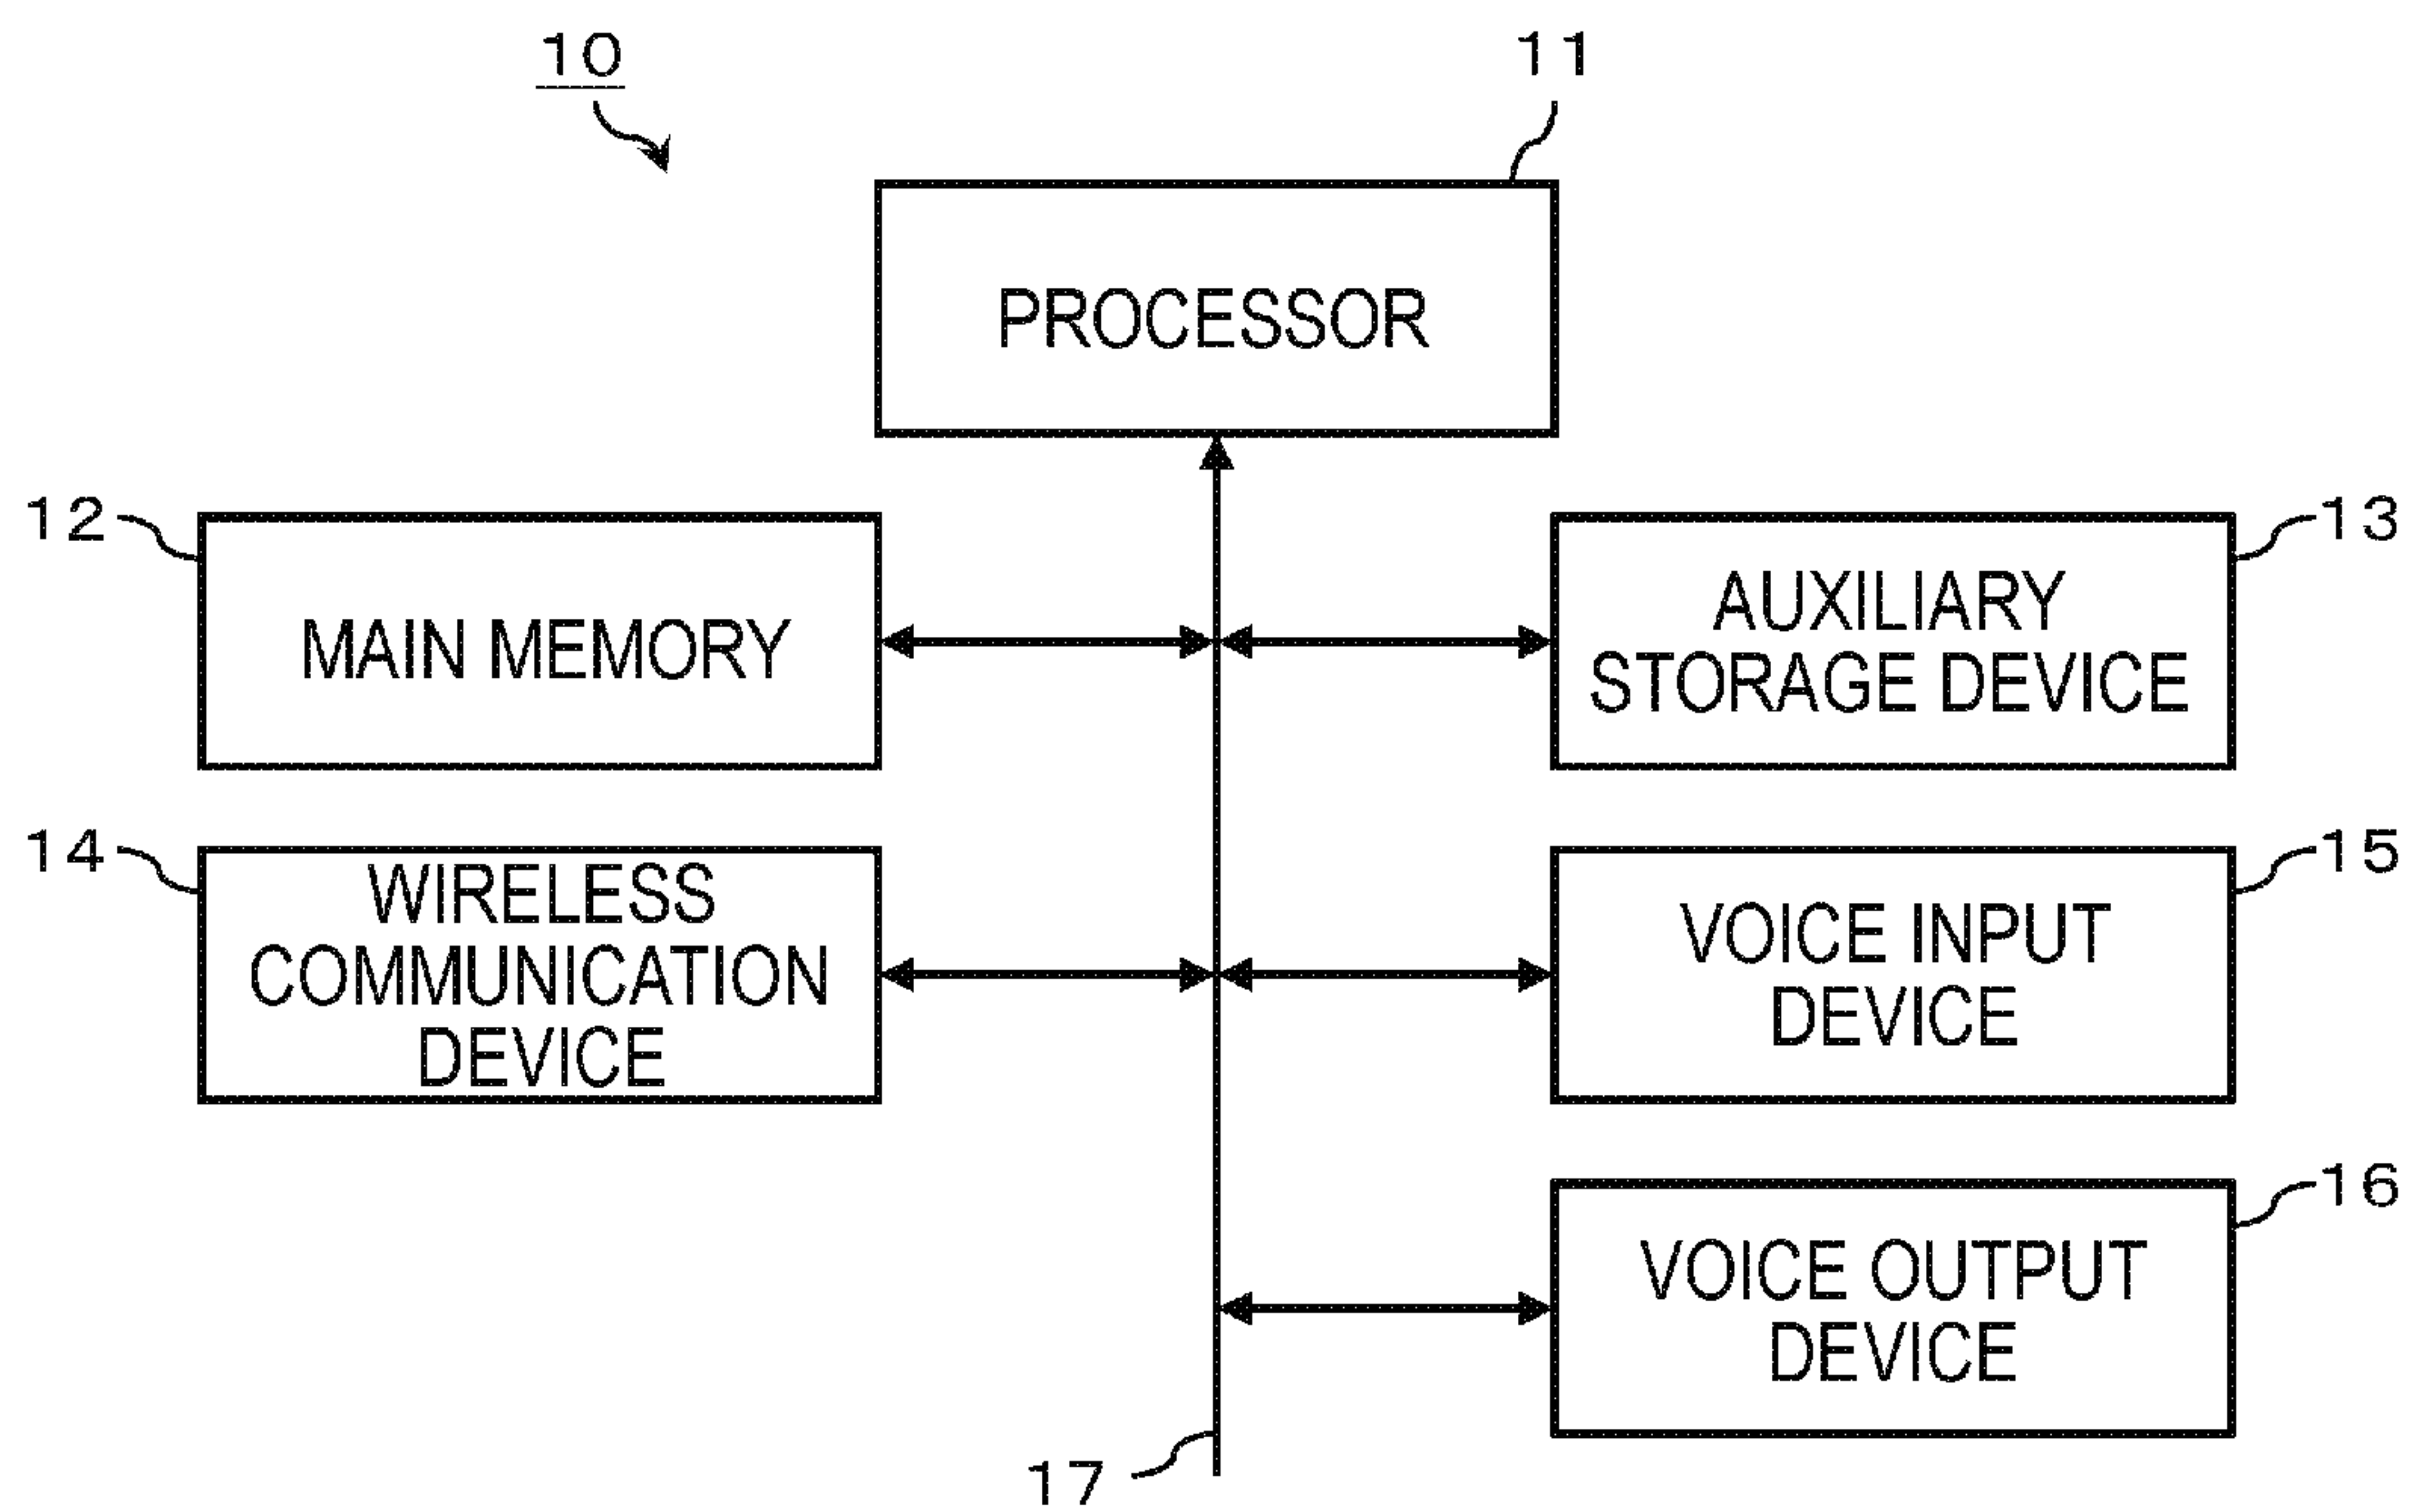 10
11
PROCESSOR
12
MAIN MEMORY
13
AUXILIARY
STORAGE DEVICE
14
WIRELESS
COMMUNICATION
DEVICE
15
VOICE INPUT
DEVICE
16
VOICE OUTPUT
DEVICE
17